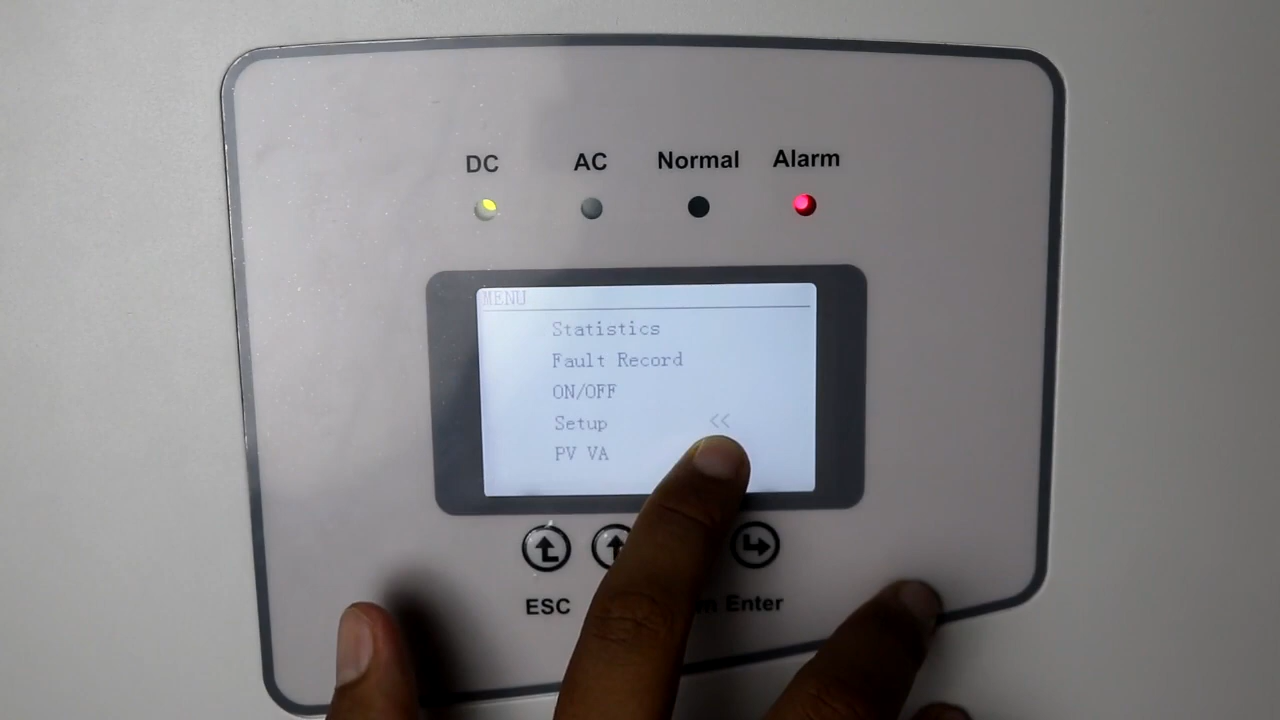 DC AC Normal Alarm
MENU
Statistics
Fault Record
ON/OFF
Setup <<
PV VA
ESC Enter